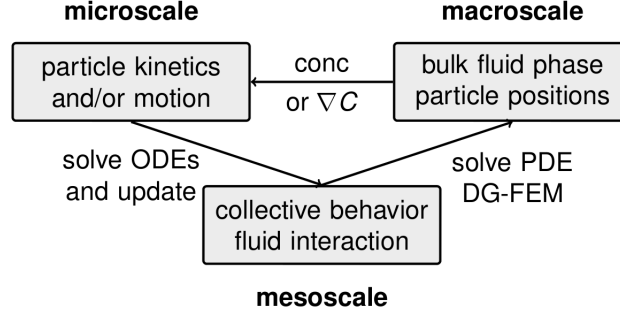 microscale
macroscale
particle kinetics
and/or motion
conc
or ∇C
bulk fluid phase
particle positions
solve ODEs
and update
solve PDE
DG-FEM
collective behavior
fluid interaction
mesoscale